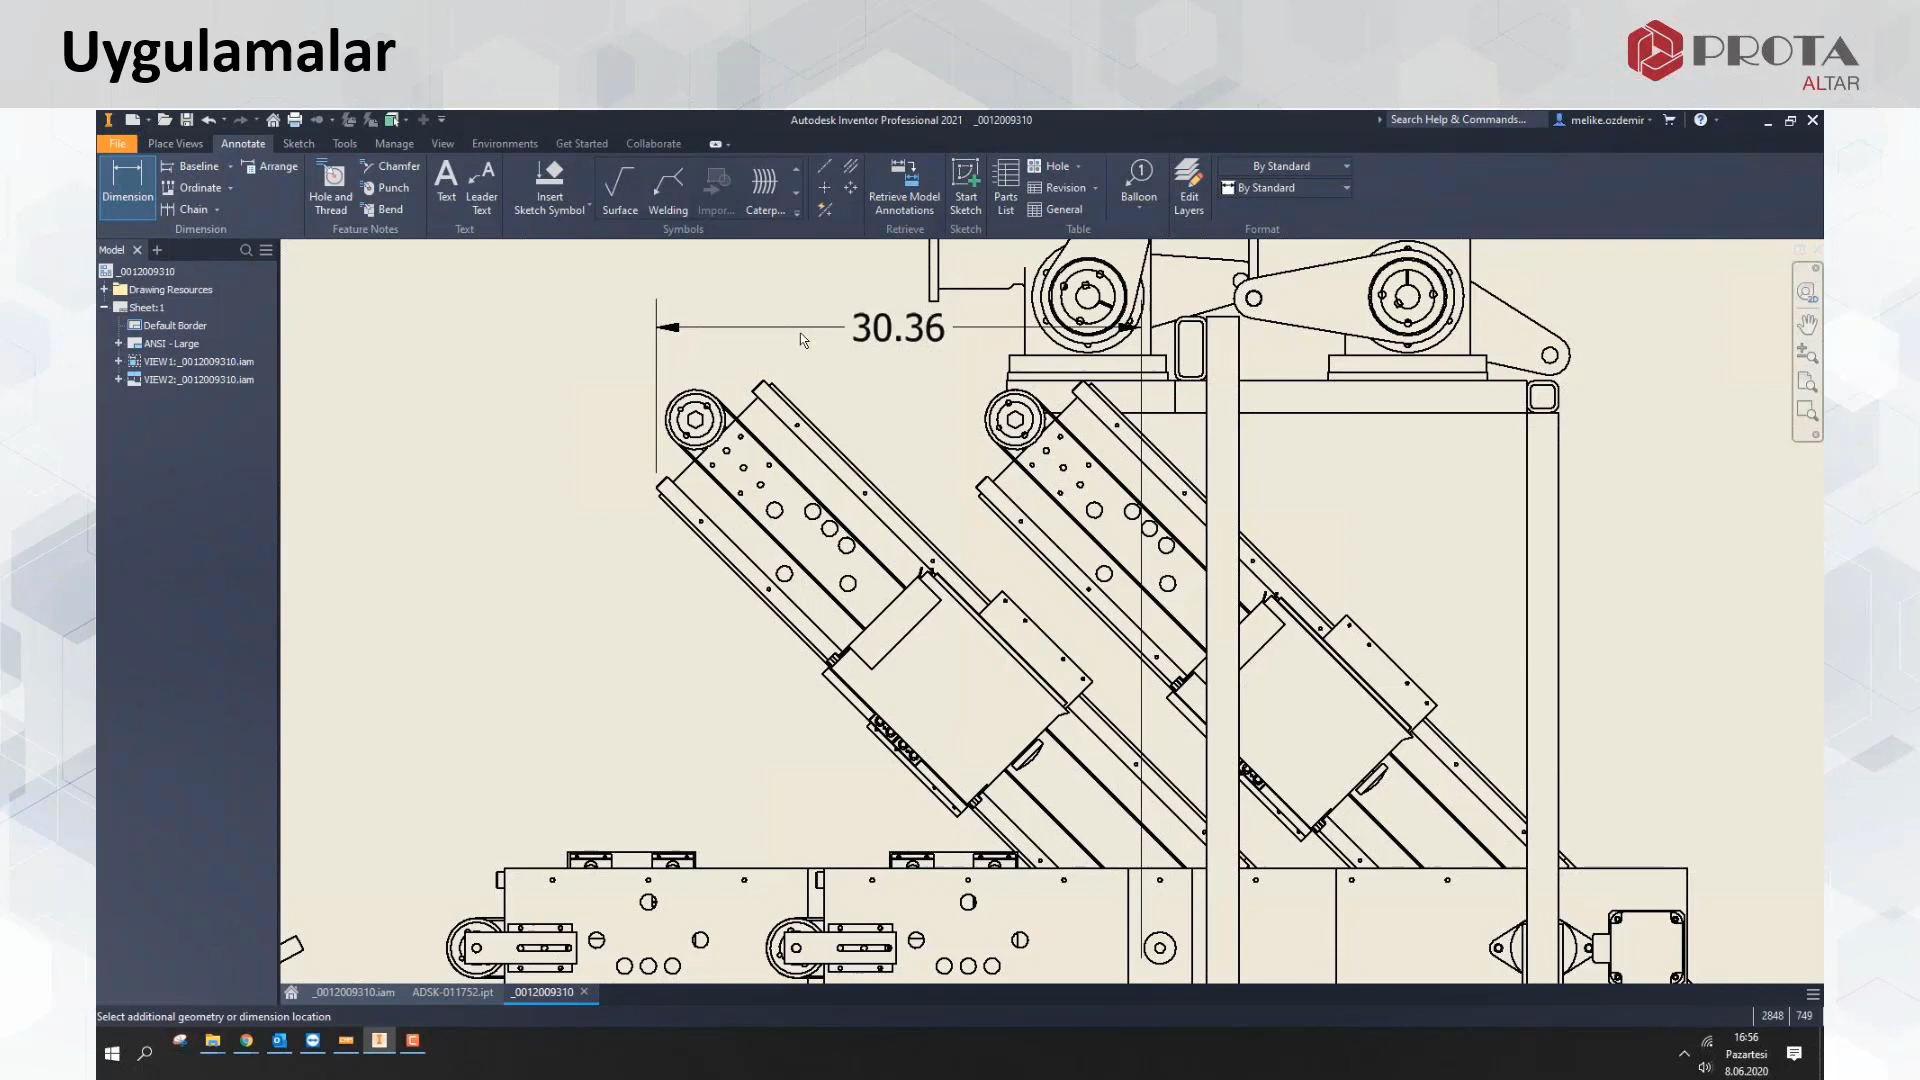 Uygulamalar
PROTA
ALTAR
Autodesk Inventor Professional 2021 _0012009310
Search Help & Commands...
melike.ozdemir
File Place Views Annotate Sketch Tools Manage View Environments Get Started Collaborate
Dimension
Baseline
Ordinate
Chain
Arrange
Dimension
Hole and
Thread
Chamfer
Punch
Bend
Feature Notes
Text
Leader
Text
Text
Insert
Sketch Symbol
Surface
Welding
Impor...
Caterp...
Symbols
Retrieve Model
Annotations
Retrieve
Start
Sketch
Sketch
Parts
List
Hole
Revision
General
Table
Balloon
Edit
Layers
By Standard
By Standard
Format
Model
_0012009310
Drawing Resources
Sheet:1
Default Border
ANSI - Large
VIEW1:_0012009310.iam
VIEW2:_0012009310.iam
30.36
_0012009310.iam
ADSK-011752.ipt
_0012009310
Select additional geometry or dimension location
2848 749
16:56
Pazartesi
8.06.2020